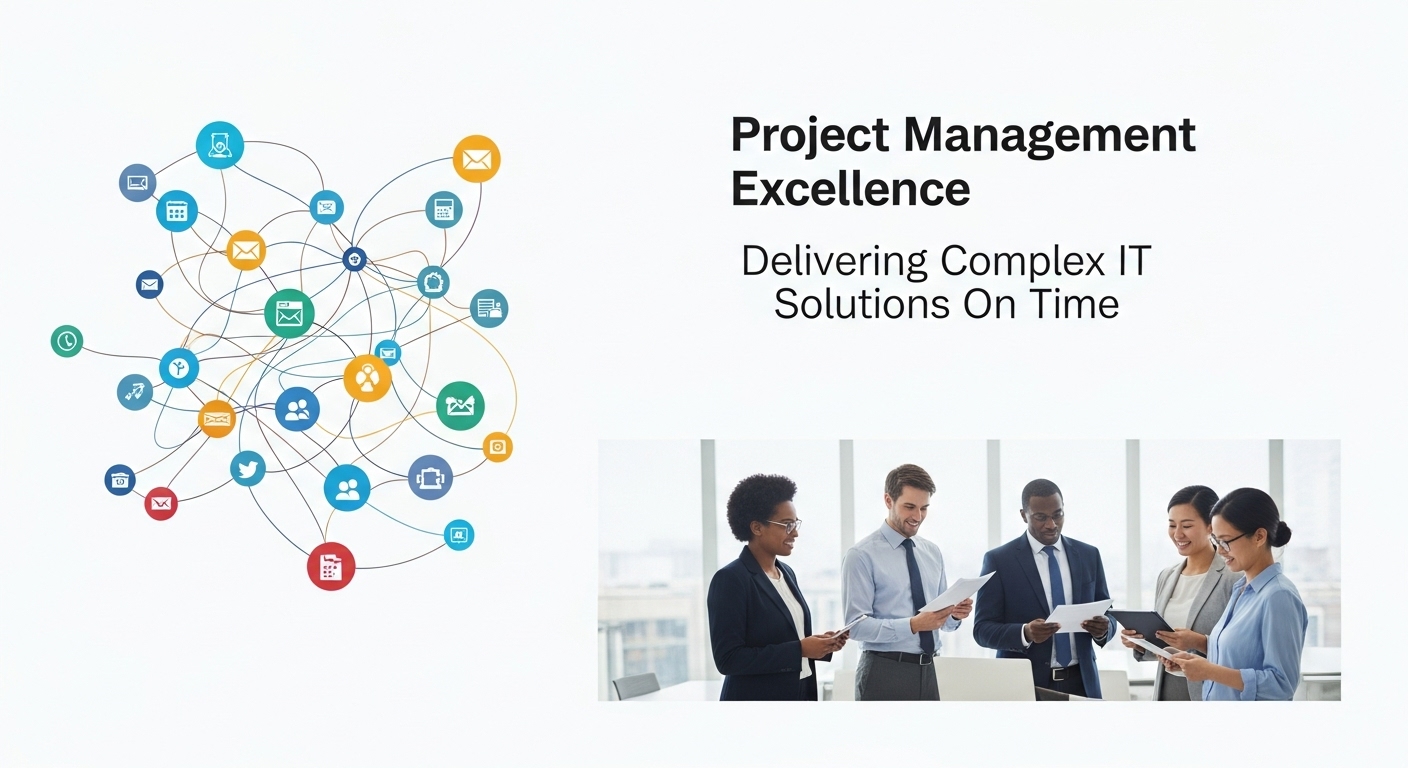 Project Management
Excellence
Delivering Complex IT
Solutions On Time